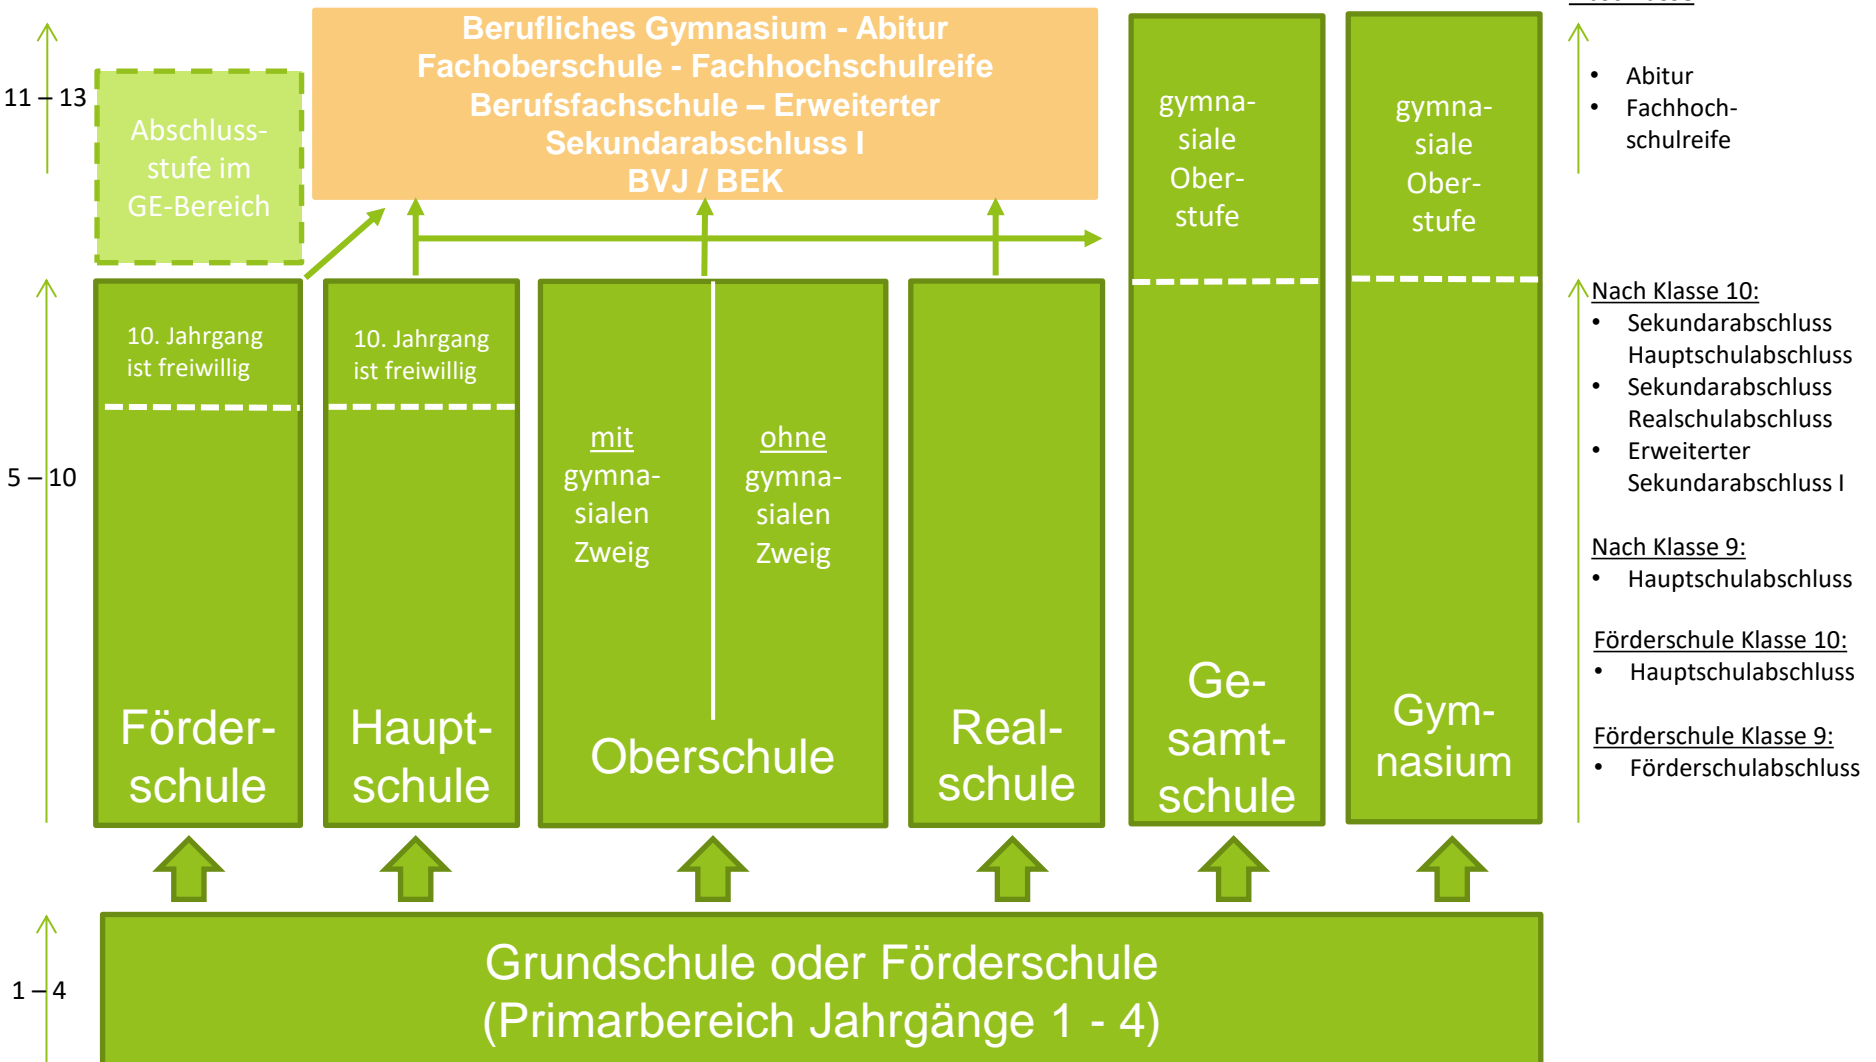 11 – 13
Abschluss-
stufe im
GE-Bereich
Berufliches Gymnasium - Abitur
Fachoberschule - Fachhochschulreife
Berufsfachschule – Erweiterter
Sekundarabschluss I
BVJ / BEK
gymna-
siale
Ober-
stufe
gymna-
siale
Ober-
stufe
• Abitur
• Fachhoch-
schulreife
5 – 10
10. Jahrgang
ist freiwillig
Förder-
schule
10. Jahrgang
ist freiwillig
Haupt-
schule
mit
gymna-
sialen
Zweig
ohne
gymna-
sialen
Zweig
Oberschule
Real-
schule
Ge-
samt-
schule
Gym-
nasium
Nach Klasse 10:
• Sekundarabschluss
Hauptschulabschluss
• Sekundarabschluss
Realschulabschluss
• Erweiterter
Sekundarabschluss I
Nach Klasse 9:
• Hauptschulabschluss
Förderschule Klasse 10:
• Hauptschulabschluss
Förderschule Klasse 9:
• Förderschulabschluss
1 – 4
Grundschule oder Förderschule
(Primarbereich Jahrgänge 1 - 4)